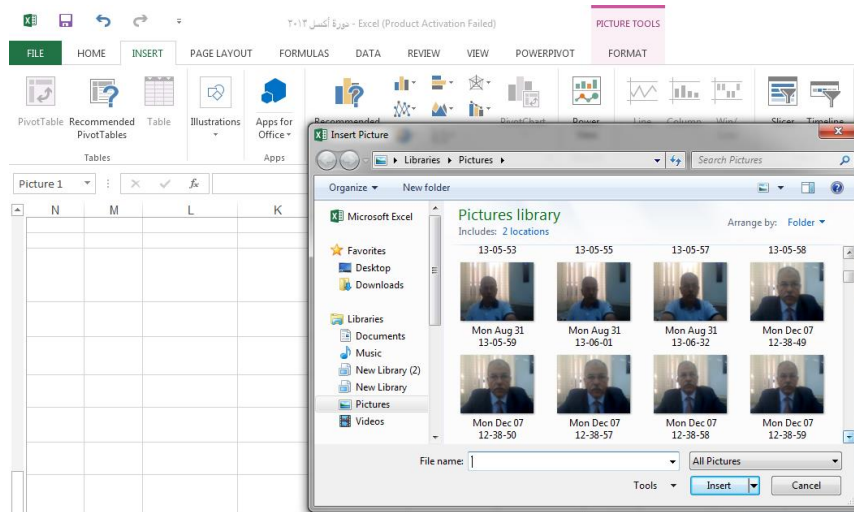 دورة أكسل ٢٠١٣ - Excel (Product Activation Failed)
PICTURE TOOLS
FILE HOME INSERT PAGE LAYOUT FORMULAS DATA REVIEW VIEW POWERPIVOT FORMAT
PivotTable Recommended PivotTables Table Illustrations Apps for Office Recommended PivotChart Power Line Column Win/ Slicer Timeline
Tables Apps
Picture 1 fx
N M L K
Insert Picture
Libraries Pictures Search Pictures
Organize New folder
Microsoft Excel
Favorites
Desktop
Downloads
Libraries
Documents
Music
New Library (2)
New Library
Pictures
Videos
Pictures library
Includes: 2 locations
Arrange by: Folder
13-05-53 13-05-55 13-05-57 13-05-58
Mon Aug 31 Mon Aug 31 Mon Aug 31 Mon Dec 07
13-05-59 13-06-01 13-06-32 12-38-49
Mon Dec 07 Mon Dec 07 Mon Dec 07 Mon Dec 07
12-38-50 12-38-57 12-38-58 12-38-59
File name: All Pictures
Tools Insert Cancel